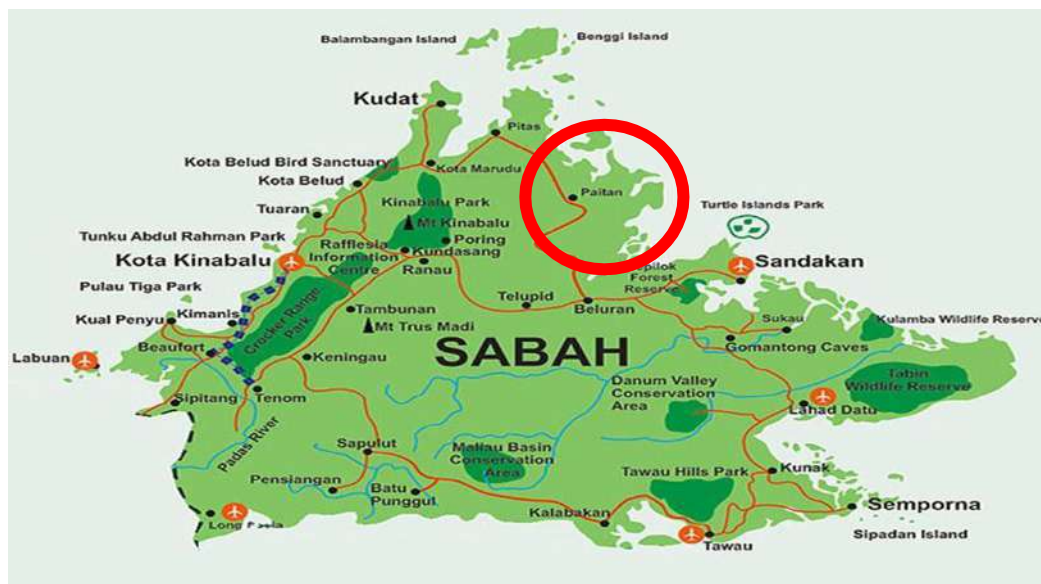 Balambangan Island
Benggi Island
Kudat
Pitas
Kota Belud Bird Sanctuary
Kota Marudu
Kota Belud
Paitan
Kinabalu Park
Tuaran
Turtle Islands Park
Mt Kinabalu
Tunku Abdul Rahman Park
Poring
Rafflesia
Information
Centre
Kundasang
Kota Kinabalu
Ranau
Sandakan
Forest
Reserve
Pulau Tiga Park
Telupid
Beluran
Tambunan
Kimanis
Kual Penyu
Crocker Range
Park
Mt Trus Madi
Sukau
Kulamba Wildlife Reserve
Beaufort
SABAH
Gomantong Caves
Labuan
Keningau
Tabin
Wildlife Reserve
Danum Valley
Conservation
Area
Sipitang
Tenom
Lahad Datu
Padas River
Sapulut
Maliau Basin
Conservation
Area
Tawau Hills Park
Kunak
Pensiangan
Batu
Punggul
Semporna
Kalabakan
Long
Sipadan Island
Tawau